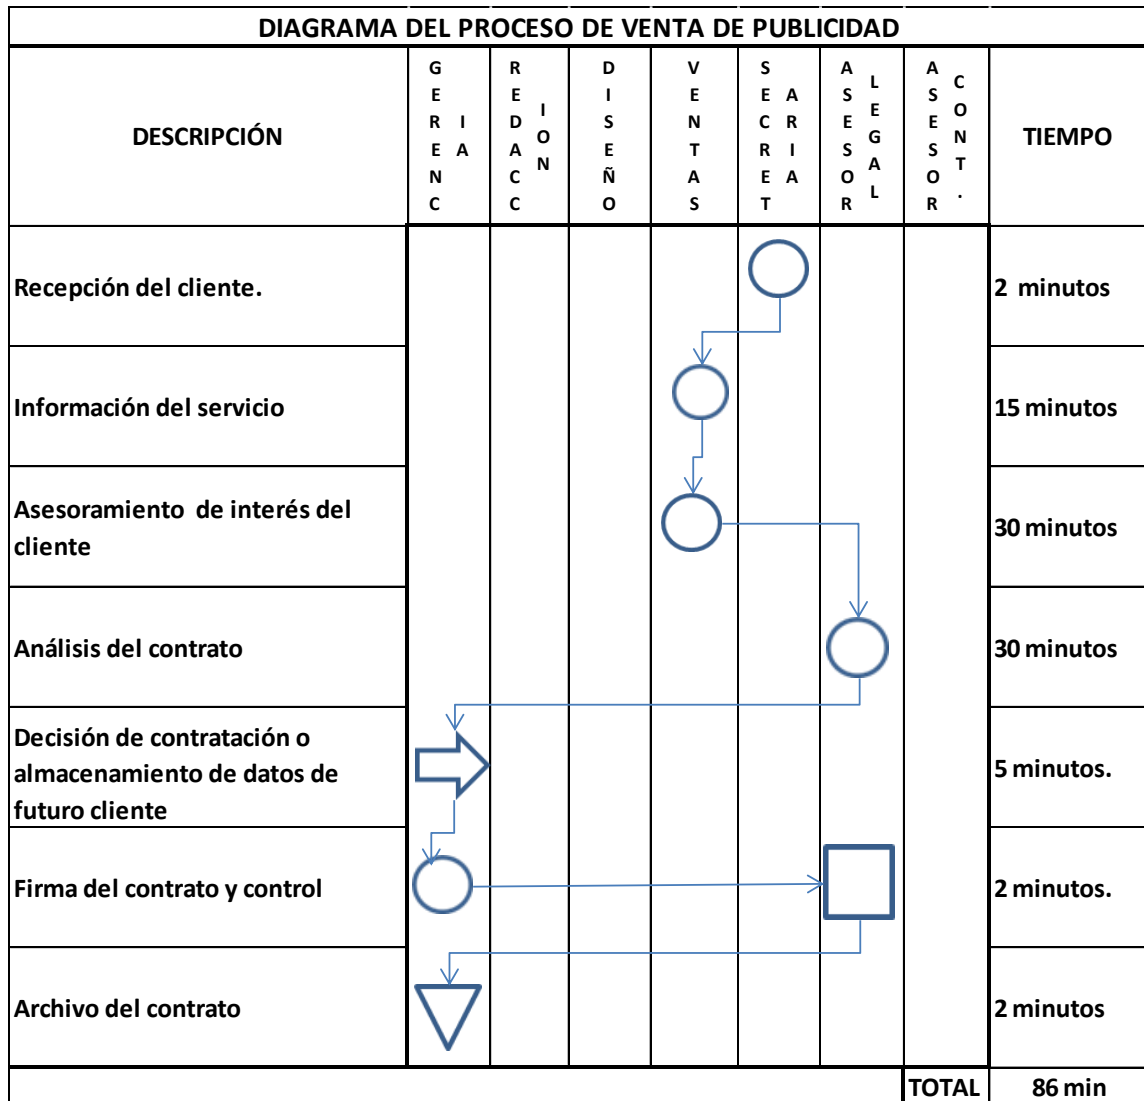 DIAGRAMA DEL PROCESO DE VENTA DE PUBLICIDAD
DESCRIPCIÓN
GERENCIA
REDACCCION
DISEÑO
VENTAS
SECRETARIA
ASESOR LEGAL
ASESOR CONT.
TIEMPO
Recepción del cliente.
2 minutos
Información del servicio
15 minutos
Asesoramiento de interés del
cliente
30 minutos
Análisis del contrato
30 minutos
Decisión de contratación o
almacenamiento de datos de
futuro cliente
5 minutos.
Firma del contrato y control
2 minutos.
Archivo del contrato
2 minutos
TOTAL
86 min